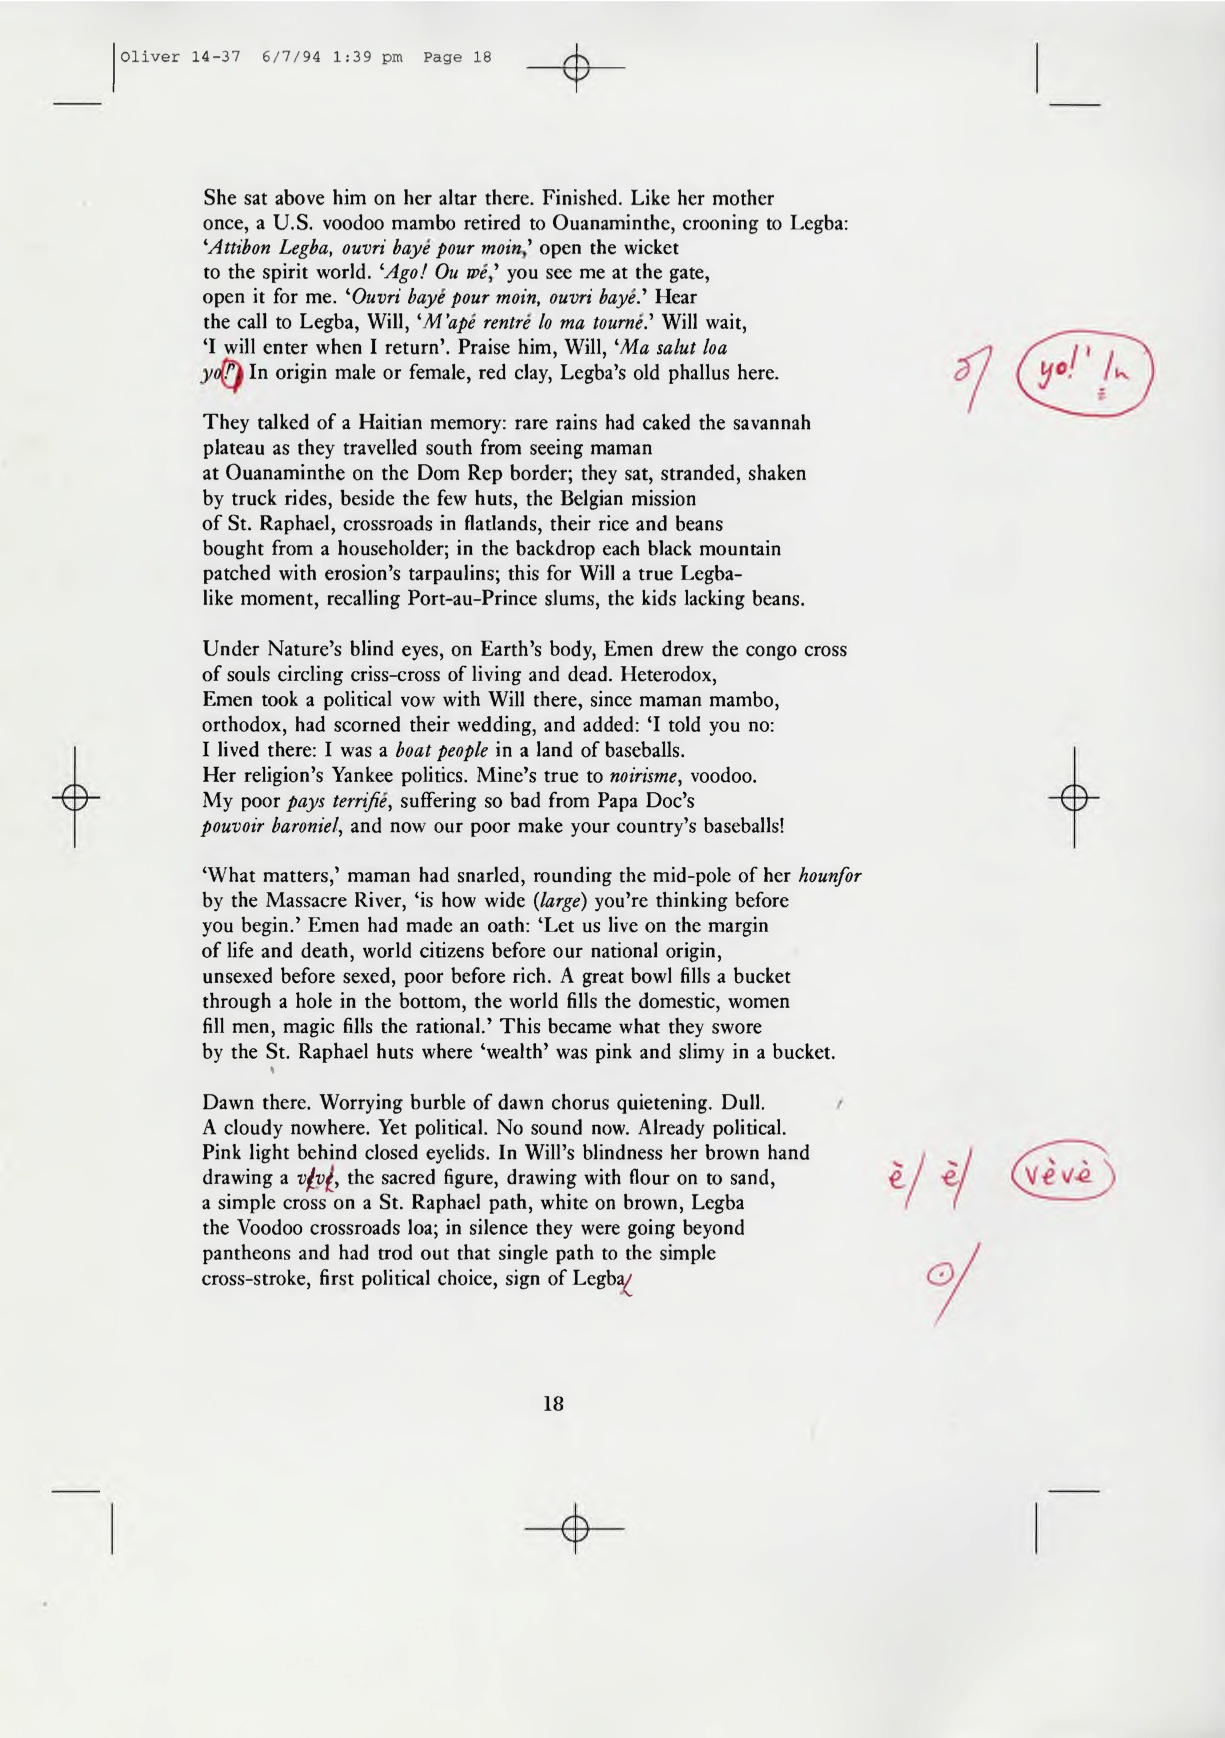 Oliver 14-37 6/7/94 1:39 pm Page 18
She sat above him on her altar there. Finished. Like her mother
once, a U.S. voodoo mambo retired to Ouanaminthe, crooning to Legba:
‘Attibon Legba, ouvri bayé pour moin,’ open the wicket
to the spirit world. ‘Ago! Ou wé,’ you see me at the gate,
open it for me. ‘Ouvri bayé pour moin, ouvri bayé.’ Hear
the call to Legba, Will, ‘M’apé rentré lo ma tourné.’ Will wait,
‘I will enter when I return’. Praise him, Will, ‘Ma salut loa
yo!’, In origin male or female, red clay, Legba’s old phallus here.
yo!’ In
They talked of a Haitian memory: rare rains had caked the savannah
plateau as they travelled south from seeing maman
at Ouanaminthe on the Dom Rep border; they sat, stranded, shaken
by truck rides, beside the few huts, the Belgian mission
of St. Raphael, crossroads in flatlands, their rice and beans
bought from a householder; in the backdrop each black mountain
patched with erosion’s tarpaulins; this for Will a true Legba-
like moment, recalling Port-au-Prince slums, the kids lacking beans.
Under Nature’s blind eyes, on Earth’s body, Emen drew the congo cross
of souls circling criss-cross of living and dead. Heterodox,
Emen took a political vow with Will there, since maman mambo,
orthodox, had scorned their wedding, and added: ‘I told you no:
I lived there: I was a boat people in a land of baseballs.
Her religion’s Yankee politics. Mine’s true to noirisme, voodoo.
My poor pays terrifié, suffering so bad from Papa Doc’s
pouvoir baroniel, and now our poor make your country’s baseballs!
‘What matters,’ maman had snarled, rounding the mid-pole of her hounfor
by the Massacre River, ‘is how wide (large) you’re thinking before
you begin.’ Emen had made an oath: ‘Let us live on the margin
of life and death, world citizens before our national origin,
unsexed before sexed, poor before rich. A great bowl fills a bucket
through a hole in the bottom, the world fills the domestic, women
fill men, magic fills the rational.’ This became what they swore
by the St. Raphael huts where ‘wealth’ was pink and slimy in a bucket.
Dawn there. Worrying burble of dawn chorus quietening. Dull.
A cloudy nowhere. Yet political. No sound now. Already political.
Pink light behind closed eyelids. In Will’s blindness her brown hand
drawing a vévé, the sacred figure, drawing with flour on to sand,
è/ è/ vèvè
a simple cross on a St. Raphael path, white on brown, Legba
the Voodoo crossroads loa; in silence they were going beyond
pantheons and had trod out that single path to the simple
cross-stroke, first political choice, sign of Legba
18